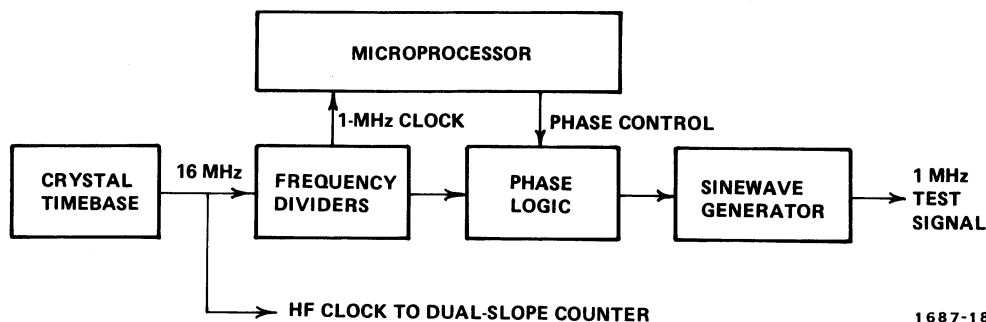 MICROPROCESSOR
1-MHz CLOCK
PHASE CONTROL
CRYSTAL
TIMEBASE
16 MHz
FREQUENCY
DIVIDERS
PHASE
LOGIC
SINEWAVE
GENERATOR
1 MHz
TEST
SIGNAL
HF CLOCK TO DUAL-SLOPE COUNTER
1687-18